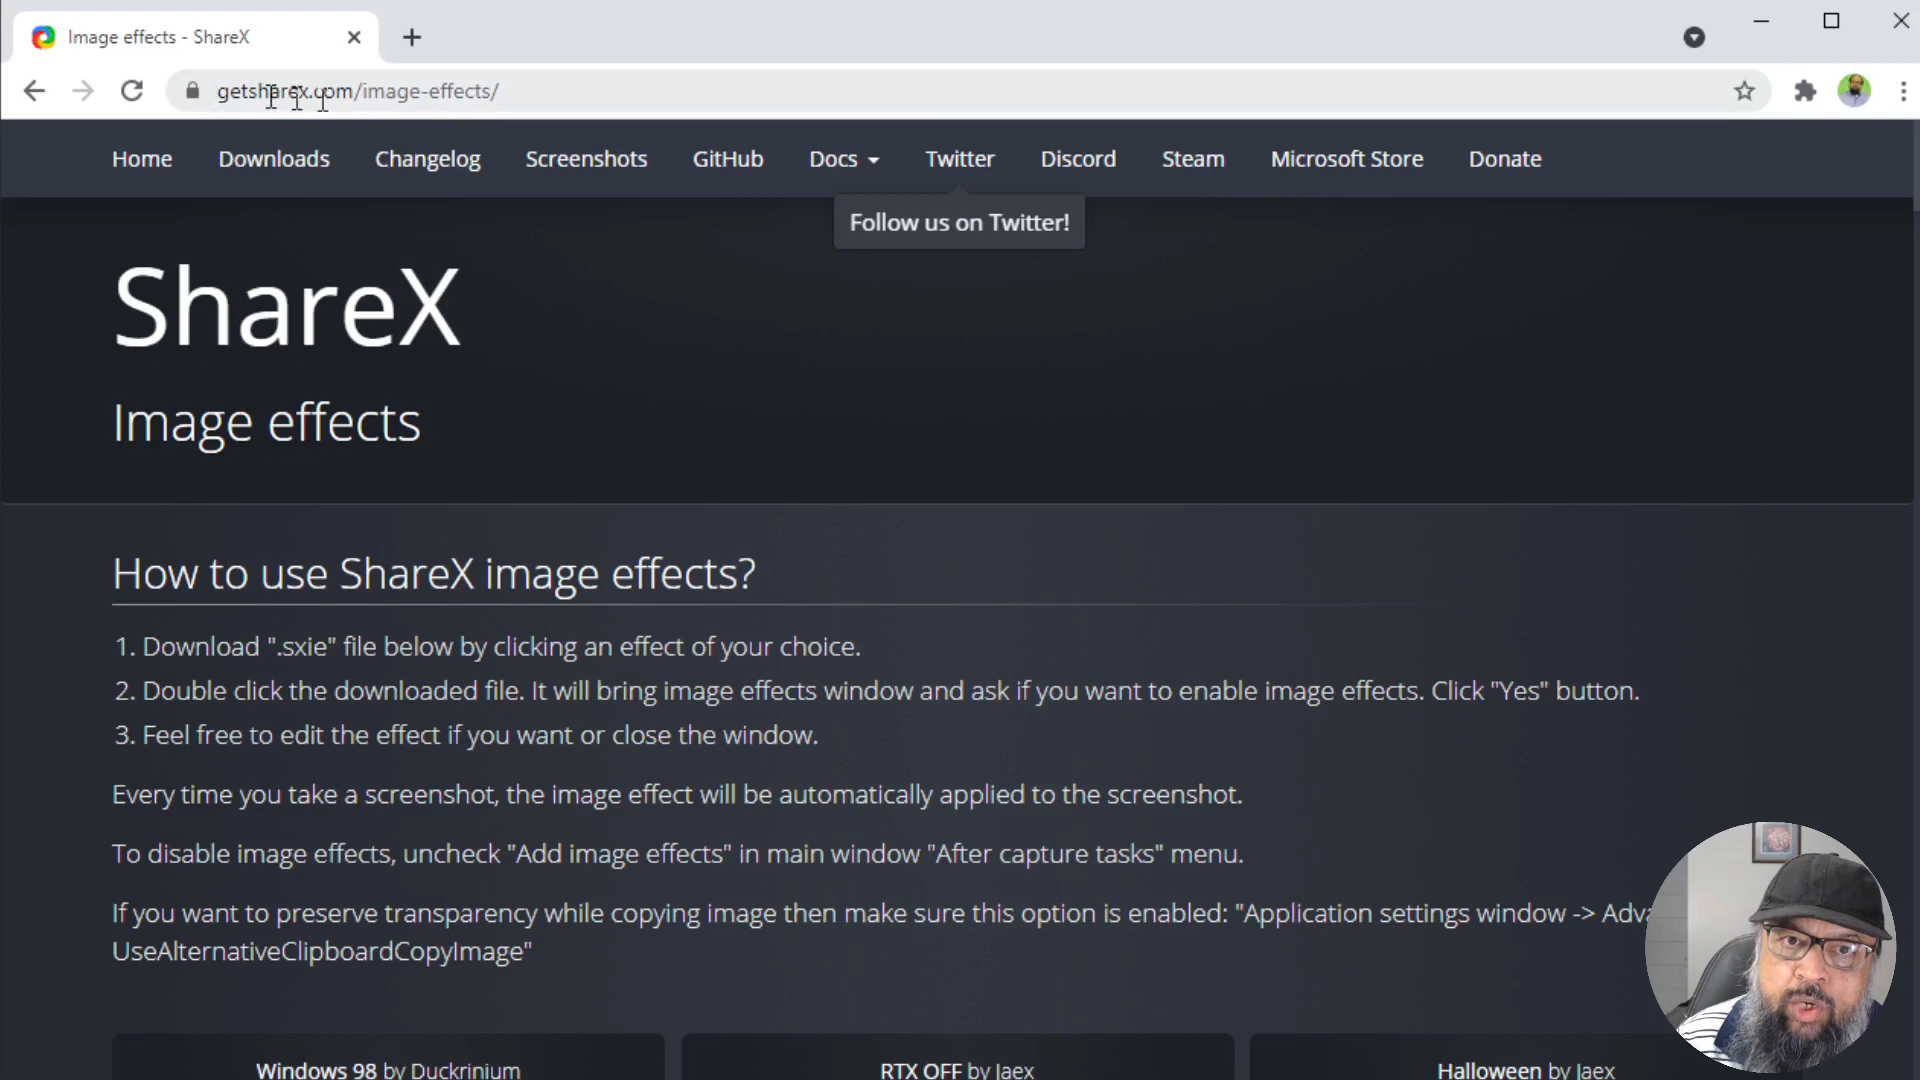 Image effects - ShareX
getsharex.com/image-effects/
Home Downloads Changelog Screenshots GitHub Docs Twitter Discord Steam Microsoft Store Donate
Follow us on Twitter!
ShareX
Image effects
How to use ShareX image effects?
1. Download ".sxie" file below by clicking an effect of your choice.
2. Double click the downloaded file. It will bring image effects window and ask if you want to enable image effects. Click "Yes" button.
3. Feel free to edit the effect if you want or close the window.
Every time you take a screenshot, the image effect will be automatically applied to the screenshot.
To disable image effects, uncheck "Add image effects" in main window "After capture tasks" menu.
If you want to preserve transparency while copying image then make sure this option is enabled: "Application settings window ->
UseAlternativeClipboardCopyImage"
Windows 98 by Duckrinium RTX OFF by Jaex Halloween by Jaex